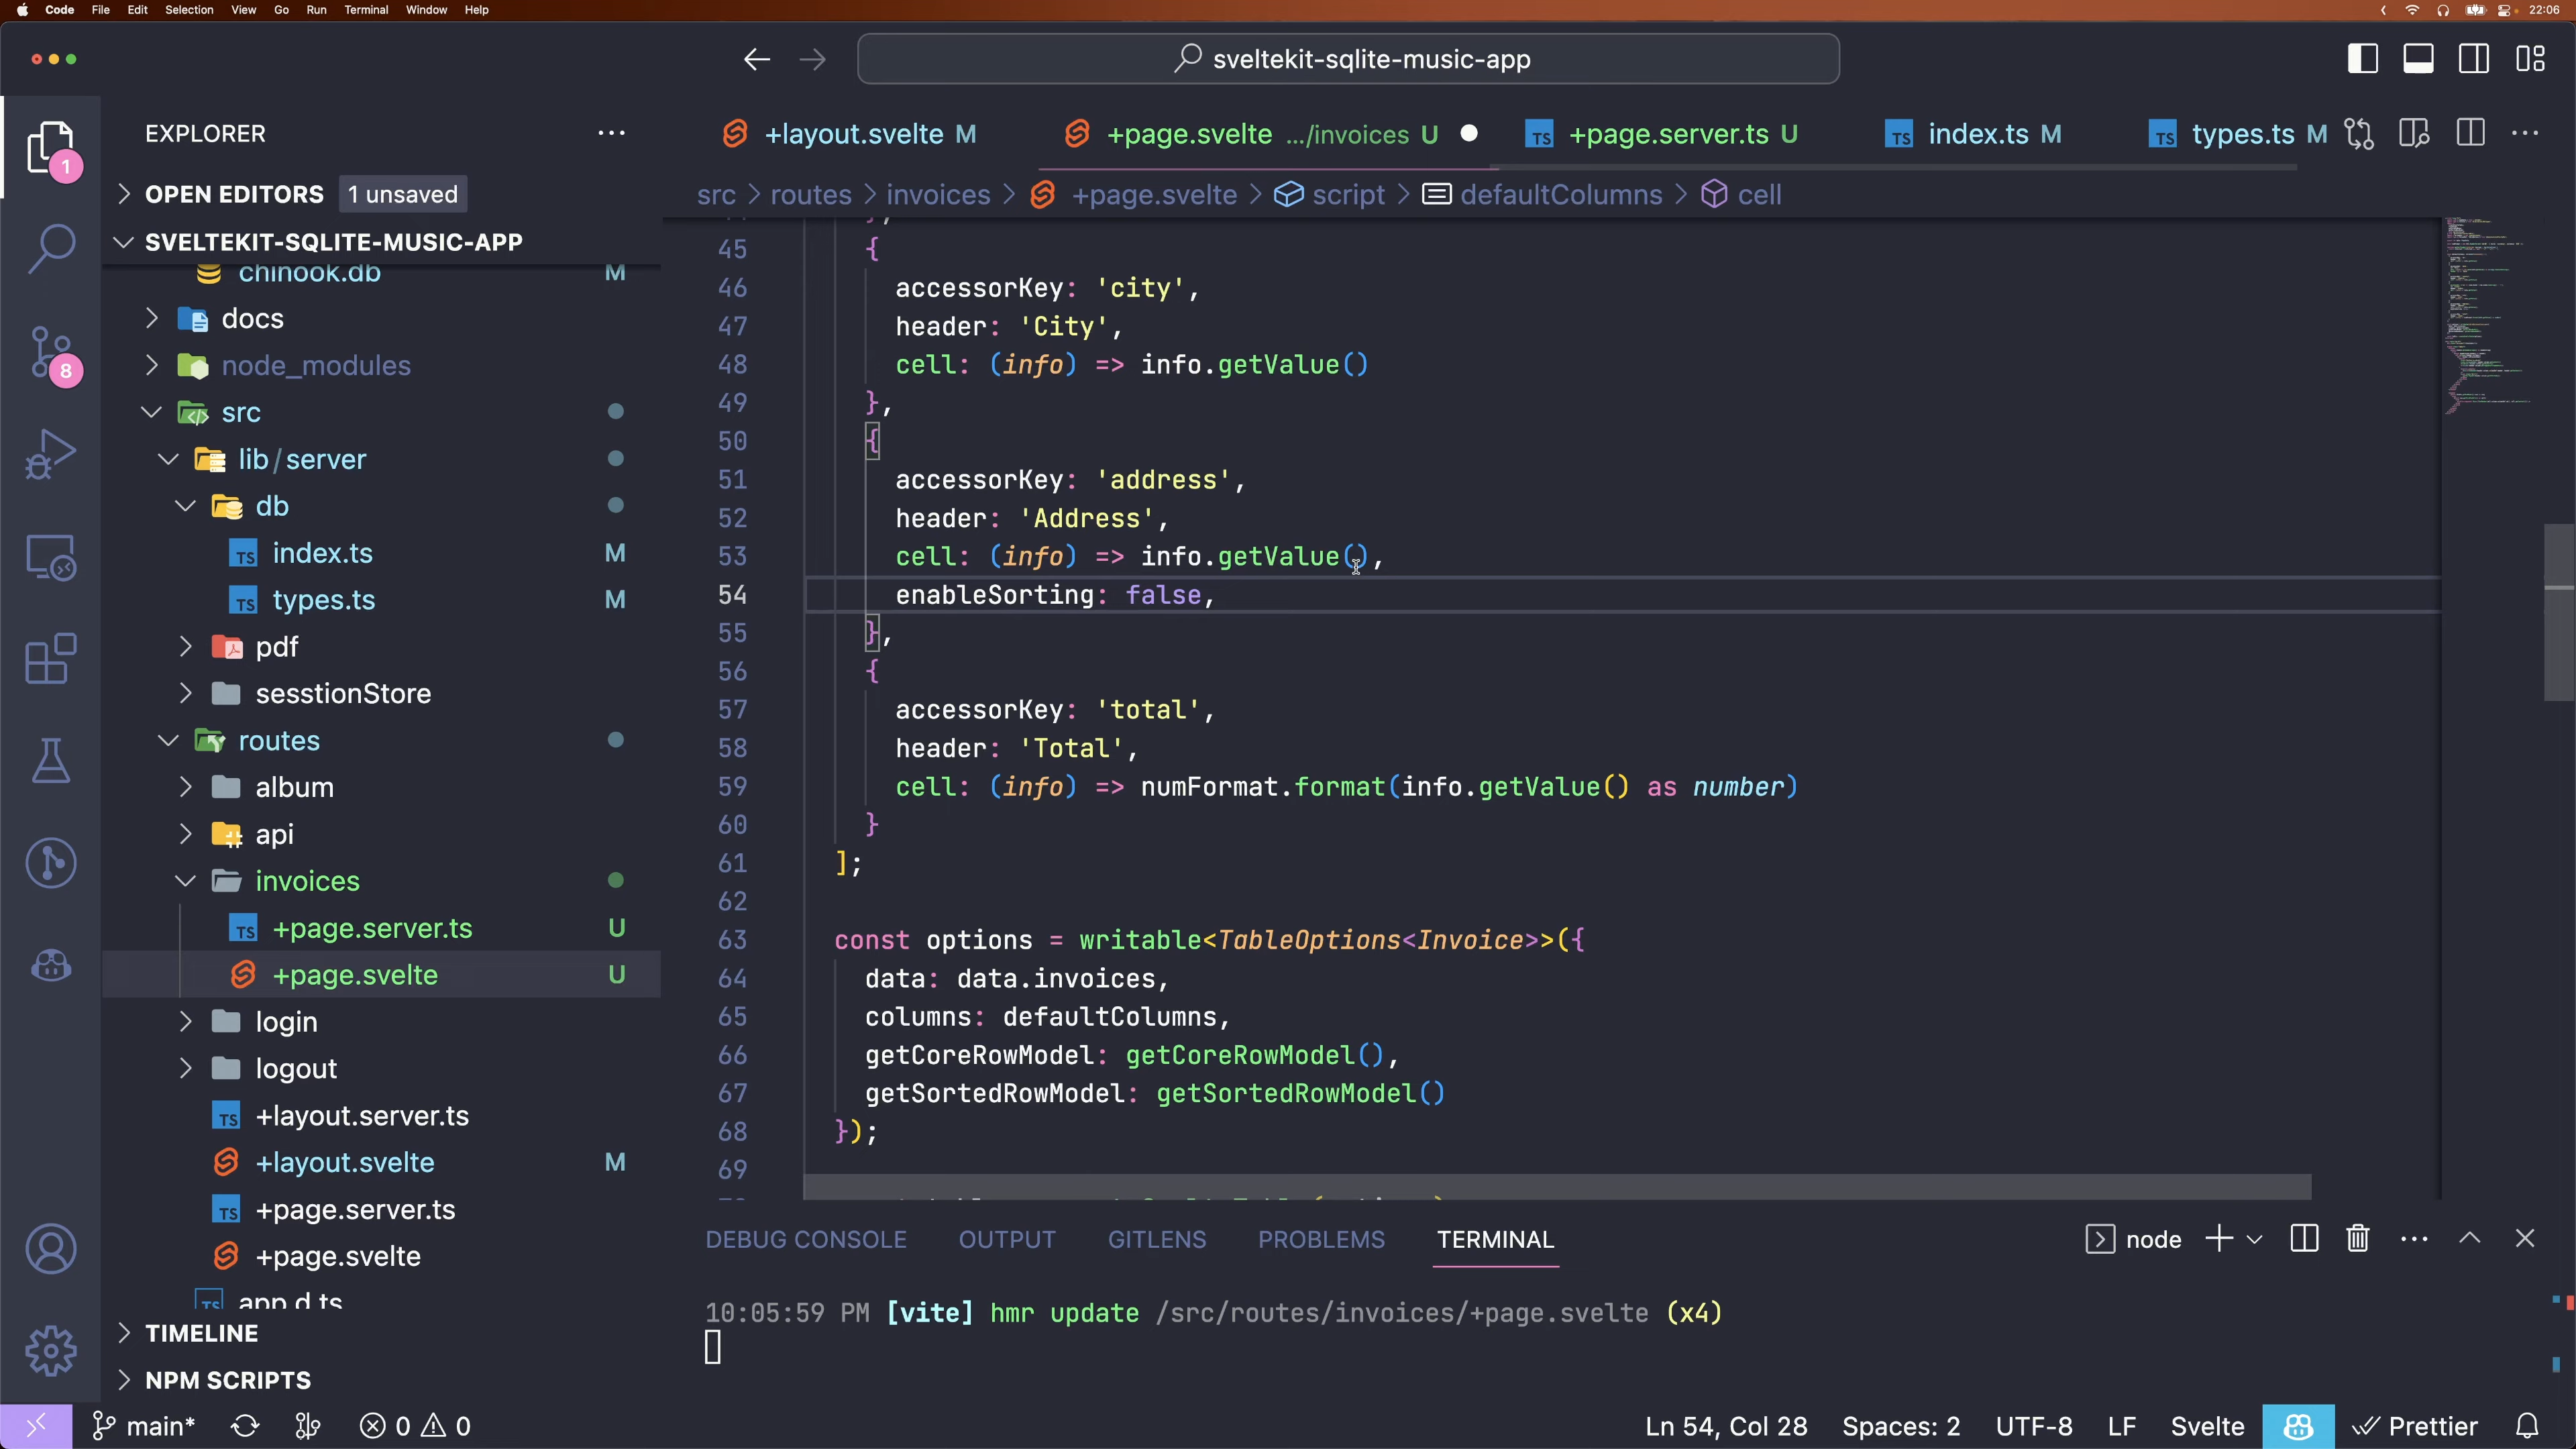 Code File Edit Selection View Go Run Terminal Window Help
22:06
sveltekit-sqlite-music-app
EXPLORER
+layout.svelte M
+page.svelte .../invoices U
+page.server.ts U
index.ts M
types.ts M
1
OPEN EDITORS 1 unsaved
src > routes > invoices > +page.svelte > script > defaultColumns > cell
SVELTEKIT-SQLITE-MUSIC-APP
chinook.db M
docs
node_modules
8
src
lib/server
db
index.ts M
types.ts M
pdf
sesstionStore
routes
album
api
invoices
+page.server.ts U
+page.svelte U
login
logout
+layout.server.ts
+layout.svelte M
+page.server.ts
+page.svelte
app.d.ts
TIMELINE
NPM SCRIPTS
45 {
46 accessorKey: 'city',
47 header: 'City',
48 cell: (info) => info.getValue()
49 },
50 {
51 accessorKey: 'address',
52 header: 'Address',
53 cell: (info) => info.getValue(),
54 enableSorting: false,
55 },
56 {
57 accessorKey: 'total',
58 header: 'Total',
59 cell: (info) => numFormat.format(info.getValue() as number)
60 }
61 ];
62
63 const options = writable<TableOptions<Invoice>>({
64 data: data.invoices,
65 columns: defaultColumns,
66 getCoreRowModel: getCoreRowModel(),
67 getSortedRowModel: getSortedRowModel()
68 });
69
DEBUG CONSOLE OUTPUT GITLENS PROBLEMS TERMINAL
node
10:05:59 PM [vite] hmr update /src/routes/invoices/+page.svelte (x4)
main* 0 0
Ln 54, Col 28 Spaces: 2 UTF-8 LF Svelte Prettier